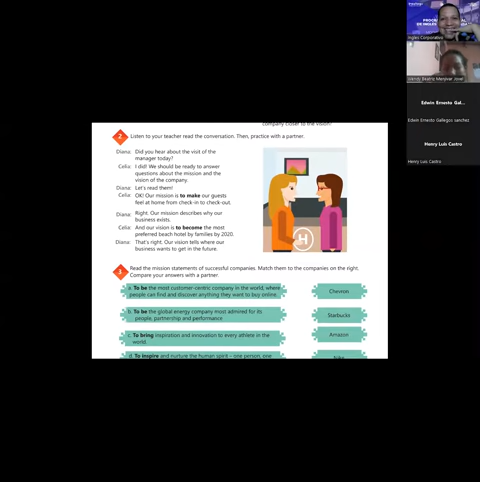 company closer to the vision?
2
Listen to your teacher read the conversation. Then, practice with a partner.
Diana: Did you hear about the visit of the
manager today?
Celia: I did! We should be ready to answer
questions about the mission and the
vision of the company.
Diana: Let's read them!
Celia: OK! Our mission is to make our guests
feel at home from check-in to check-out.
Diana: Right. Our mission describes why our
business exists.
Celia: And our vision is to become the most
preferred beach hotel by families by 2020.
Diana: That's right. Our vision tells where our
business wants to get in the future.
H
3
Read the mission statements of successful companies. Match them to the companies on the right.
Compare your answers with a partner.
a. To be the most customer-centric company in the world, where
people can find and discover anything they want to buy online.
Chevron
b. To be the global energy company most admired for its
people, partnership and performance.
Starbucks
c. To bring inspiration and innovation to every athlete in the
world.
Amazon
d. To inspire and nurture the human spirit - one person, one
Nike
Ingles Corporativo
Edwin Ernesto Gal...
Edwin Ernesto Gallegos sanchez
Henry Luis Castro
Henry Luis Castro